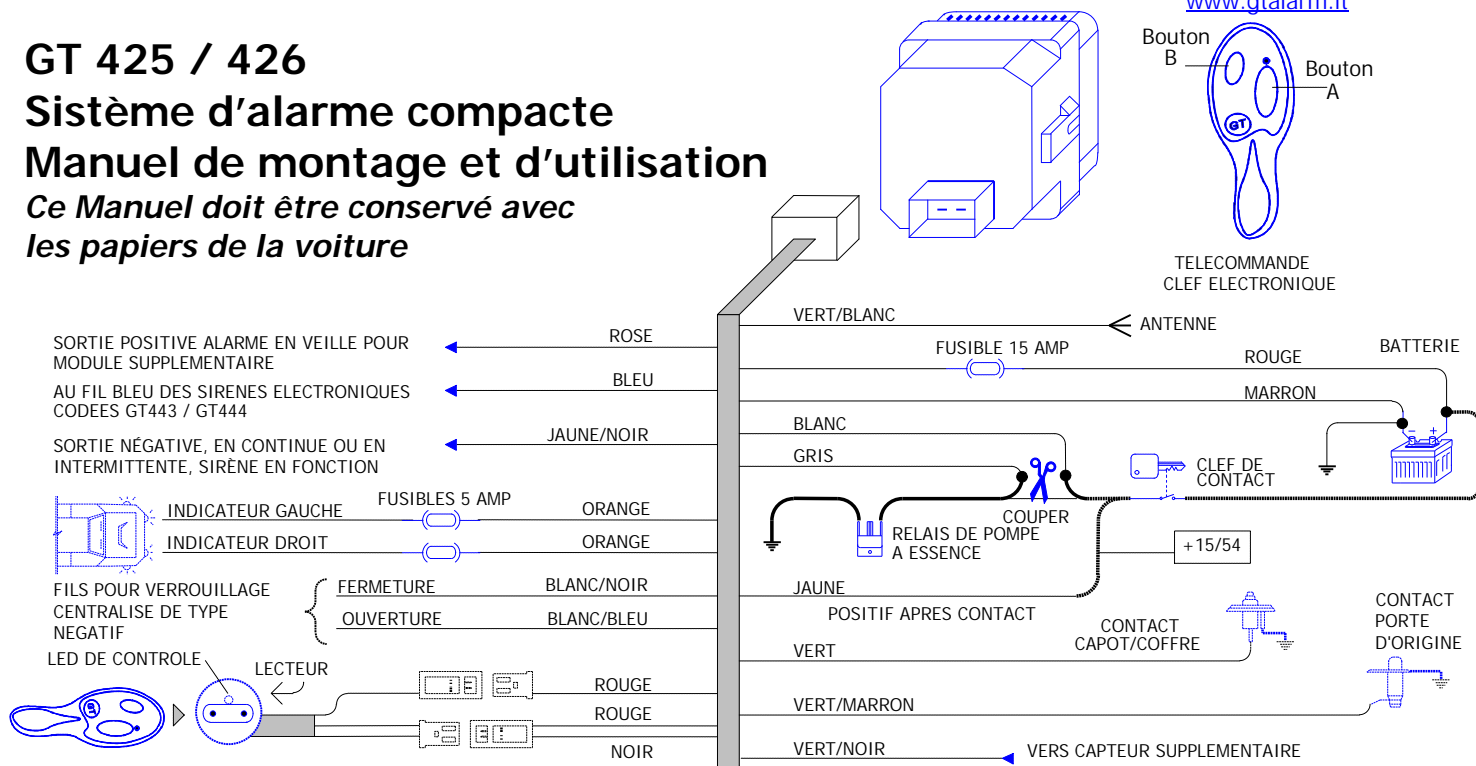 www.gtalarm.it
GT 425 / 426
Sistème d'alarme compacte
Manuel de montage et d'utilisation
Ce Manuel doit être conservé avec
les papiers de la voiture
Bouton
B
Bouton
A
GT
TELECOMMANDE
CLEF ELECTRONIQUE
SORTIE POSITIVE ALARME EN VEILLE POUR
MODULE SUPPLEMENTAIRE
ROSE
AU FIL BLEU DES SIRENES ELECTRONIQUES
CODEES GT443 / GT444
BLEU
SORTIE NÉGATIVE, EN CONTINUE OU EN
INTERMITTENTE, SIRÈNE EN FONCTION
JAUNE/NOIR
INDICATEUR GAUCHE
FUSIBLES 5 AMP
ORANGE
INDICATEUR DROIT
ORANGE
FILS POUR VERROUILLAGE
CENTRALISE DE TYPE
NEGATIF
FERMETURE
BLANC/NOIR
OUVERTURE
BLANC/BLEU
LED DE CONTROLE
LECTEUR
GT
ROUGE
ROUGE
NOIR
VERT/BLANC
ANTENNE
FUSIBLE 15 AMP
ROUGE
BATTERIE
MARRON
- +
BLANC
GRIS
COUPER
CLEF DE
CONTACT
RELAIS DE POMPE
A ESSENCE
+15/54
JAUNE
POSITIF APRES CONTACT
VERT
CONTACT
CAPOT/COFFRE
CONTACT
PORTE
D'ORIGINE
VERT/MARRON
VERT/NOIR
VERS CAPTEUR SUPPLEMENTAIRE